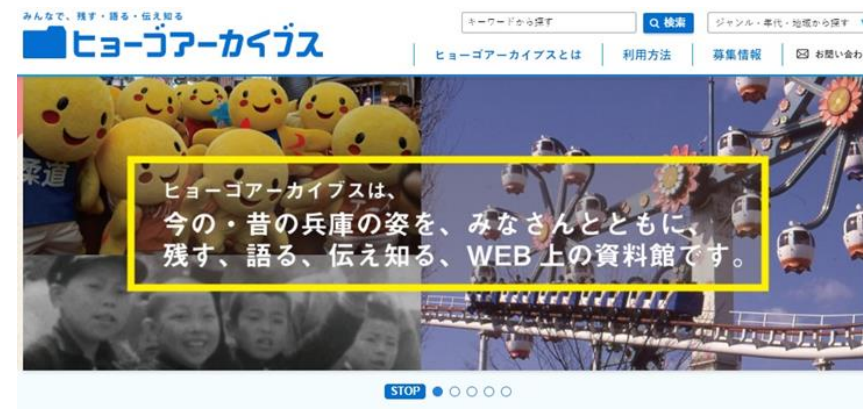 みんなで、残す・語る・伝え知る
ヒョーゴアーカイブス
キーワードから探す
検索
ジャンル・年代・地域から探す
ヒョーゴアーカイブスとは
利用方法
募集情報
お問い合わ
柔道
ヒョーゴアーカイブスは、
今の・昔の兵庫の姿を、みなさんとともに、
残す、語る、伝え知る、WEB上の資料館です。
STOP